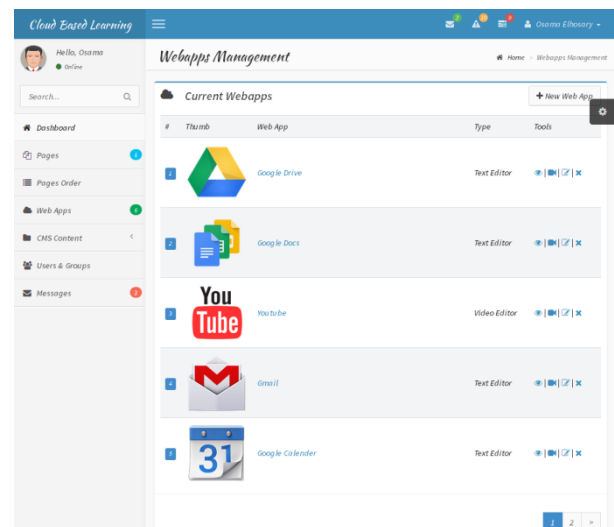 Cloud Based Learning
Osama Elhosary
Hello, Osama
Online
Webapps Management
Home > Webapps Management
Search...
Current Webapps
+ New Web App
Dashboard
# Thumb Web App Type Tools
Pages
1 Google Drive Text Editor
Pages Order
Web Apps
CMS Content
2 Google Docs Text Editor
Users & Groups
Messages
You
Tube
3 Youtube Video Editor
4 Gmail Text Editor
31
5 Google Calender Text Editor
1 2 >